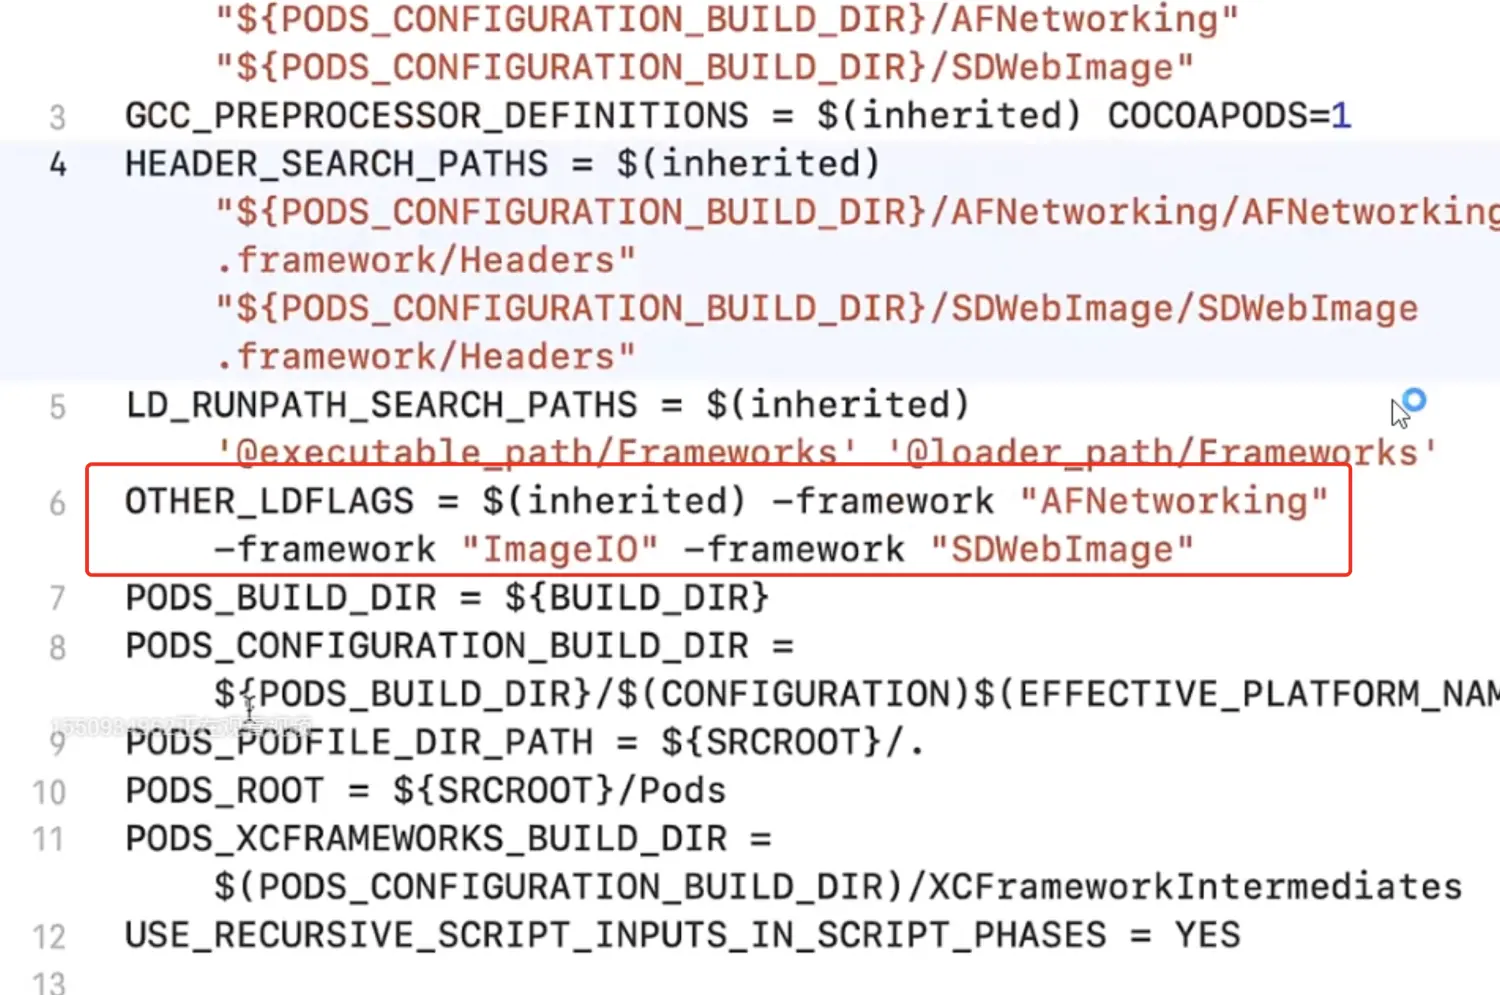 "${PODS_CONFIGURATION_BUILD_DIR}/AFNetworking"
"${PODS_CONFIGURATION_BUILD_DIR}/SDWebImage"
3 GCC_PREPROCESSOR_DEFINITIONS = $(inherited) COCOAPODS=1
4 HEADER_SEARCH_PATHS = $(inherited)
"${PODS_CONFIGURATION_BUILD_DIR}/AFNetworking/AFNetworking
.framework/Headers"
"${PODS_CONFIGURATION_BUILD_DIR}/SDWebImage/SDWebImage
.framework/Headers"
5 LD_RUNPATH_SEARCH_PATHS = $(inherited)
'@executable_path/Frameworks' '@loader_path/Frameworks'
6 OTHER_LDFLAGS = $(inherited) -framework "AFNetworking"
-framework "ImageIO" -framework "SDWebImage"
7 PODS_BUILD_DIR = ${BUILD_DIR}
8 PODS_CONFIGURATION_BUILD_DIR =
${PODS_BUILD_DIR}/$(CONFIGURATION)$(EFFECTIVE_PLATFORM_NAM
9 PODS_PODFILE_DIR_PATH = ${SRCROOT}/.
10 PODS_ROOT = ${SRCROOT}/Pods
11 PODS_XCFRAMEWORKS_BUILD_DIR =
$(PODS_CONFIGURATION_BUILD_DIR)/XCFrameworkIntermediates
12 USE_RECURSIVE_SCRIPT_INPUTS_IN_SCRIPT_PHASES = YES
13